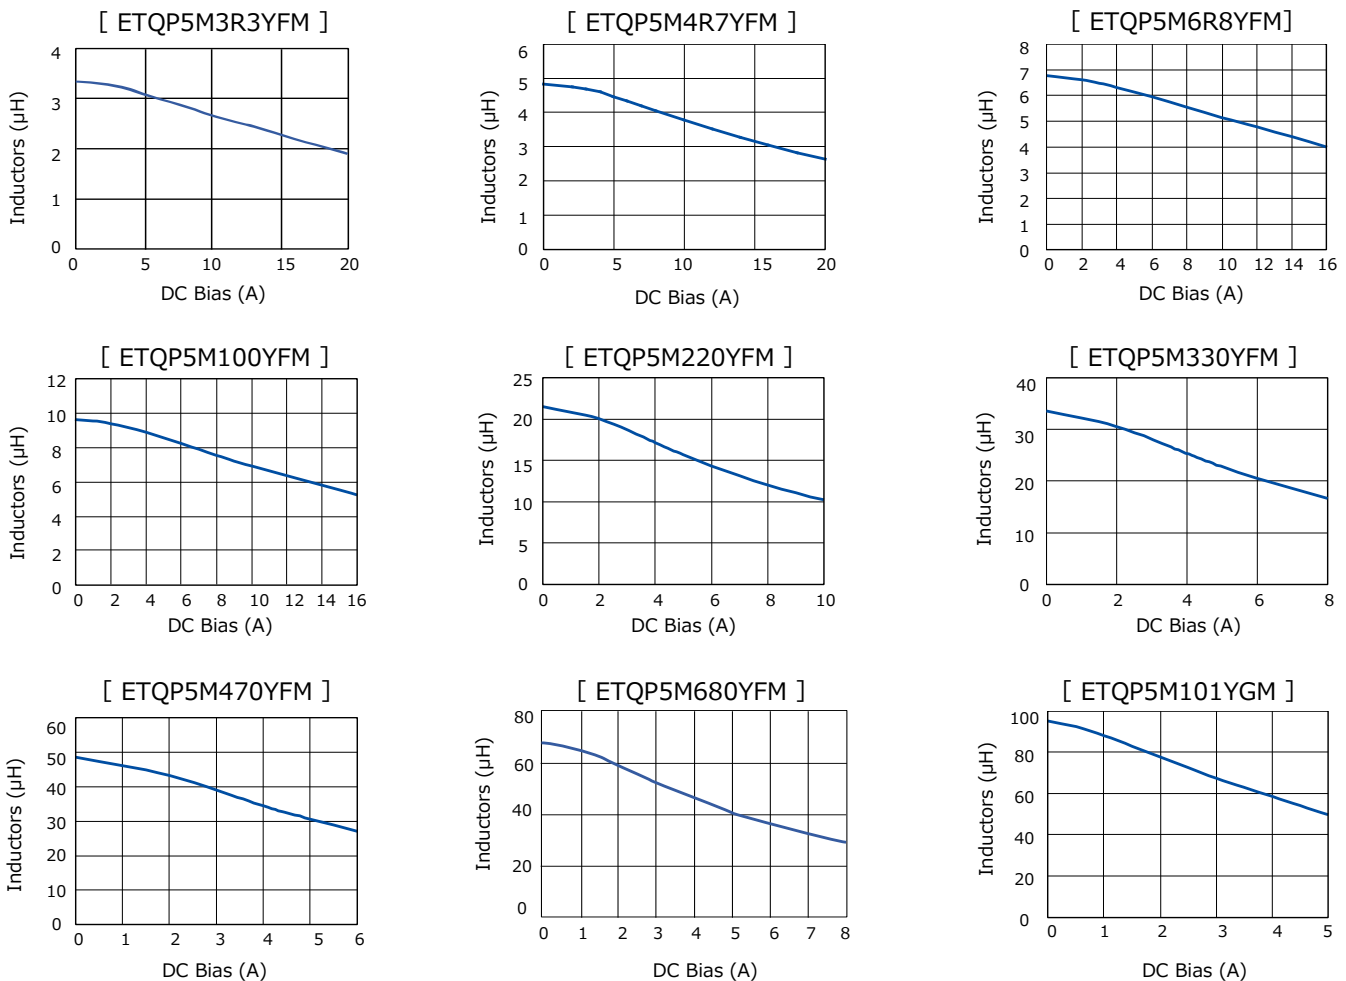 [ ETQP5M3R3YFM ]
Inductors (µH)
4
3
2
1
0
0 5 10 15 20
DC Bias (A)
[ ETQP5M4R7YFM ]
Inductors (µH)
6
5
4
3
2
1
0
0 5 10 15 20
DC Bias (A)
[ ETQP5M6R8YFM]
Inductors (µH)
8
7
6
5
4
3
2
1
0
0 2 4 6 8 10 12 14 16
DC Bias (A)
[ ETQP5M100YFM ]
Inductors (µH)
12
10
8
6
4
2
0
0 2 4 6 8 10 12 14 16
DC Bias (A)
[ ETQP5M220YFM ]
Inductors (µH)
25
20
15
10
5
0
0 2 4 6 8 10
DC Bias (A)
[ ETQP5M330YFM ]
Inductors (µH)
40
30
20
10
0
0 2 4 6 8
DC Bias (A)
[ ETQP5M470YFM ]
Inductors (µH)
60
50
40
30
20
10
0
0 1 2 3 4 5 6
DC Bias (A)
[ ETQP5M680YFM ]
Inductors (µH)
80
60
40
20
0
0 1 2 3 4 5 6 7 8
DC Bias (A)
[ ETQP5M101YGM ]
Inductors (µH)
100
80
60
40
20
0
0 1 2 3 4 5
DC Bias (A)